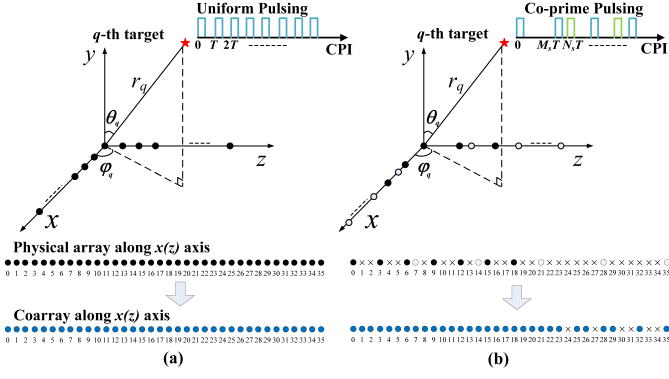 Uniform Pulsing
q-th target
0 T 2T CPI
y
r_q
θ_q
z
φ_q
x
Physical array along x(z) axis
0 1 2 3 4 5 6 7 8 9 10 11 12 13 14 15 16 17 18 19 20 21 22 23 24 25 26 27 28 29 30 31 32 33 34 35
Coarray along x(z) axis
0 1 2 3 4 5 6 7 8 9 10 11 12 13 14 15 16 17 18 19 20 21 22 23 24 25 26 27 28 29 30 31 32 33 34 35
(a)
Co-prime Pulsing
q-th target
0 M_sT N_sT CPI
y
r_q
θ_q
z
φ_q
x
0 1 2 3 4 5 6 7 8 9 10 11 12 13 14 15 16 17 18 19 20 21 22 23 24 25 26 27 28 29 30 31 32 33 34 35
0 1 2 3 4 5 6 7 8 9 10 11 12 13 14 15 16 17 18 19 20 21 22 23 24 25 26 27 28 29 30 31 32 33 34 35
(b)